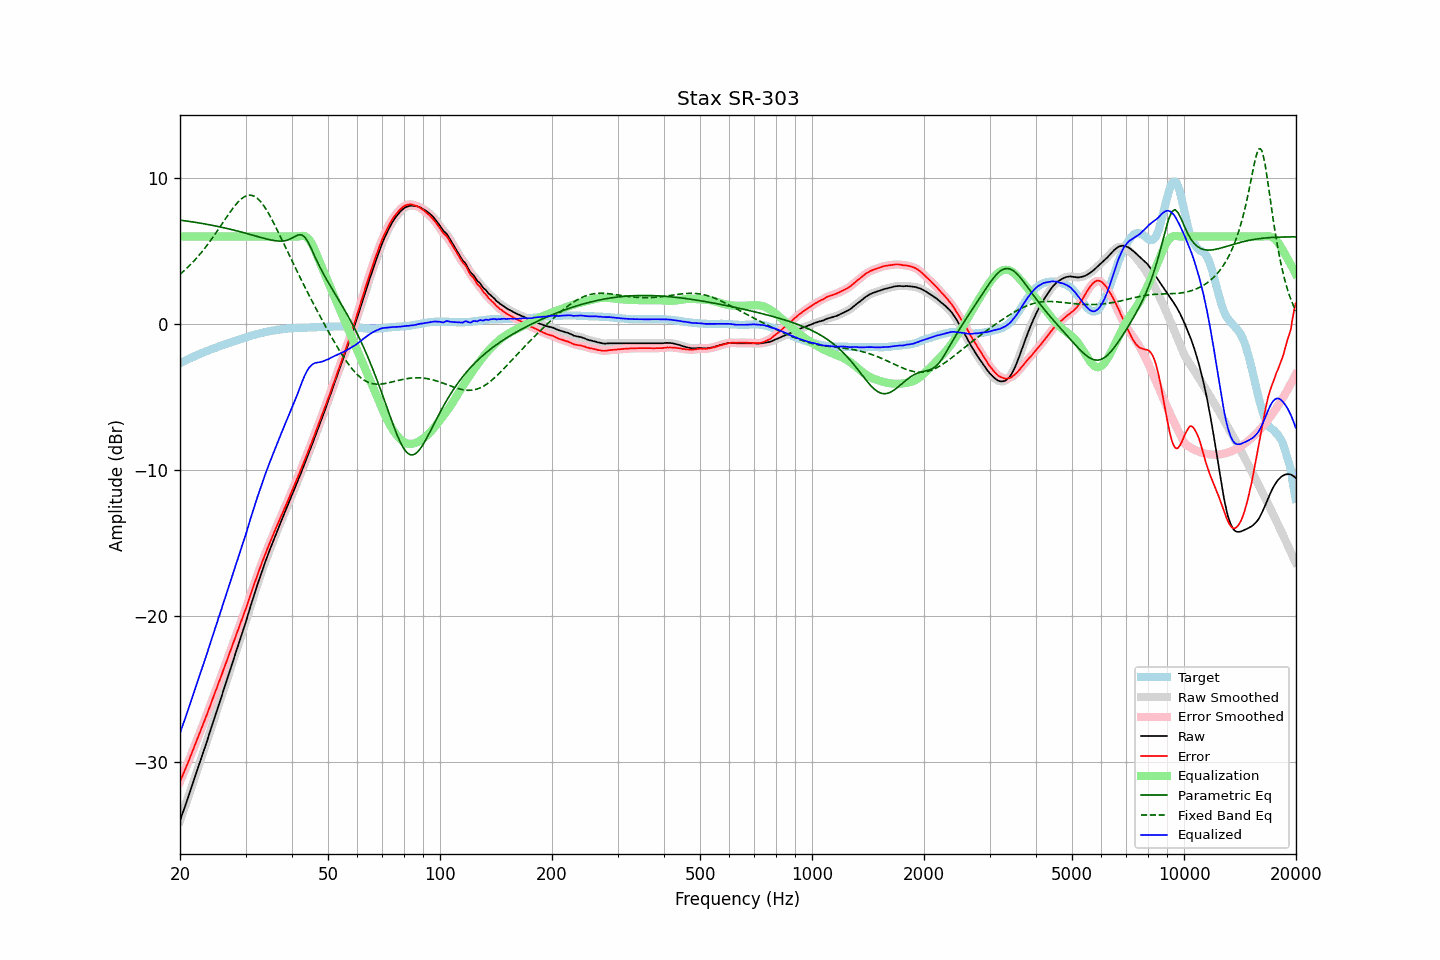 Stax SR-303
Amplitude (dBr)
10
0
−10
−20
−30
Target
Raw Smoothed
Error Smoothed
Raw
Error
Equalization
Parametric Eq
Fixed Band Eq
Equalized
20 50 100 200 500 1000 2000 5000 10000 20000
Frequency (Hz)